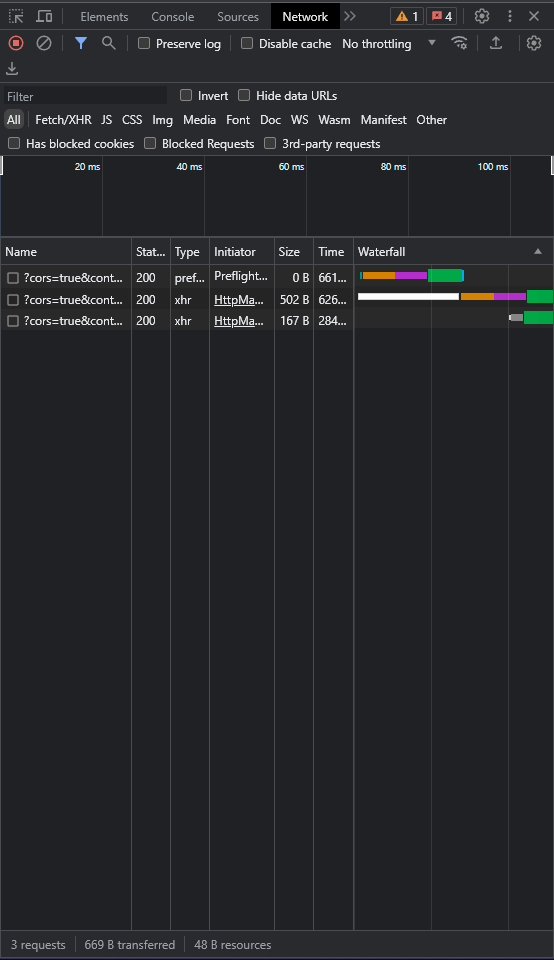 Elements Console Sources Network 1 4
Preserve log Disable cache No throttling
Filter Invert Hide data URLs
All Fetch/XHR JS CSS Img Media Font Doc WS Wasm Manifest Other
Has blocked cookies Blocked Requests 3rd-party requests
20 ms 40 ms 60 ms 80 ms 100 ms
Name Stat... Type Initiator Size Time Waterfall
?cors=true&cont... 200 pref... Preflight... 0 B 661...
?cors=true&cont... 200 xhr HttpMa... 502 B 626...
?cors=true&cont... 200 xhr HttpMa... 167 B 284...
3 requests 669 B transferred 48 B resources